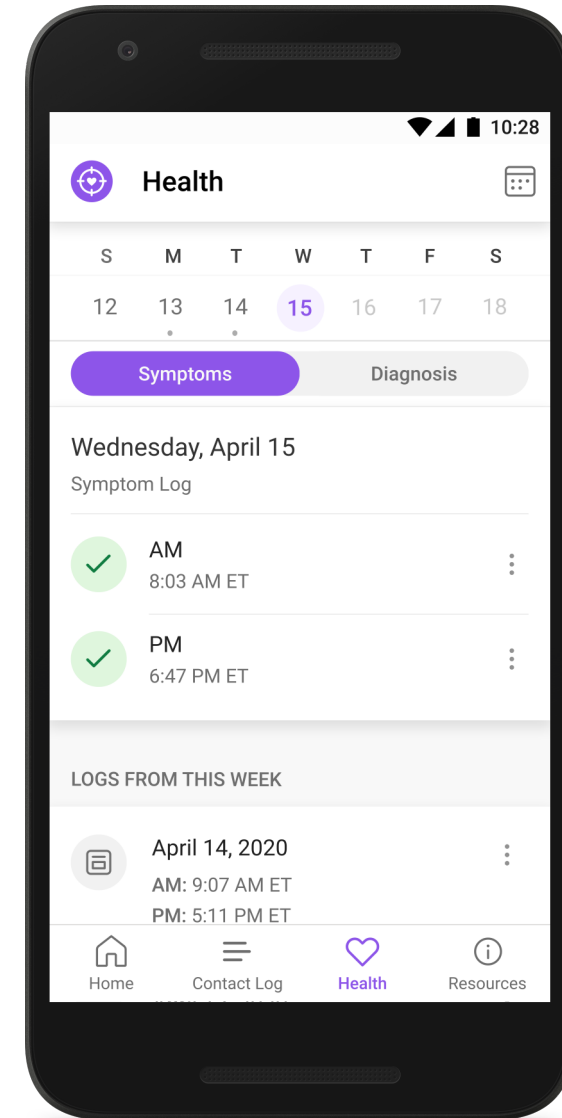 10:28
Health
S M T W T F S
12 13 14 15 16 17 18
Symptoms Diagnosis
Wednesday, April 15
Symptom Log
AM
8:03 AM ET
PM
6:47 PM ET
LOGS FROM THIS WEEK
April 14, 2020
AM: 9:07 AM ET
PM: 5:11 PM ET
Home Contact Log Health Resources